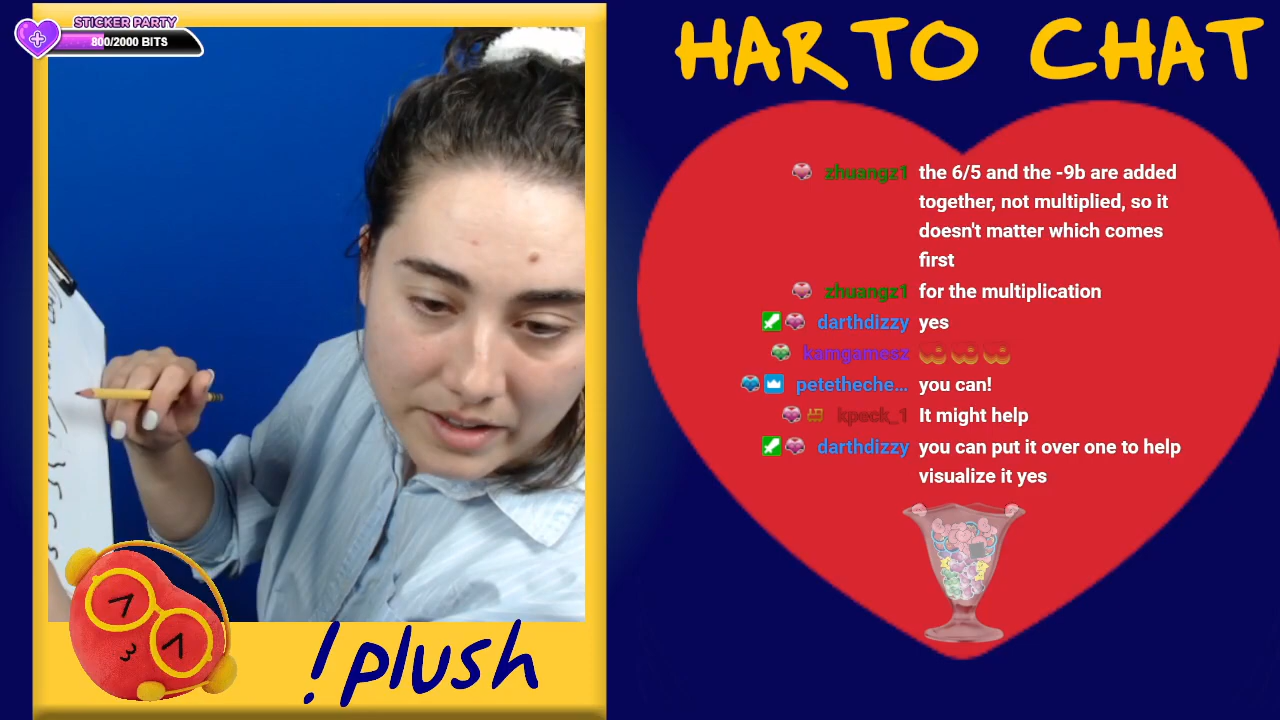 STICKER PARTY
800/2000 BITS
HAR TO CHAT
zhuangz1 the 6/5 and the -9b are added
together, not multiplied, so it
doesn't matter which comes
first
zhuangz1 for the multiplication
darthdizzy yes
kamgamesz
petetheche... you can!
kpeck_1 It might help
darthdizzy you can put it over one to help
visualize it yes
!plush